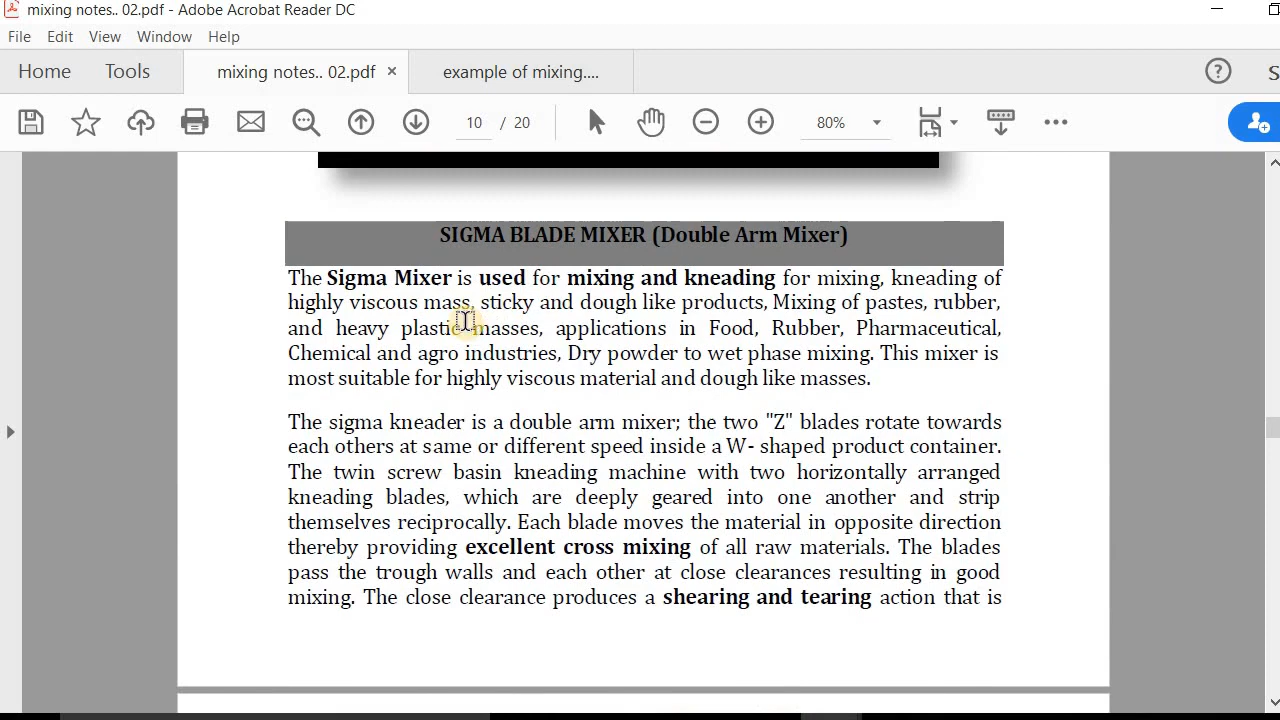 mixing notes.. 02.pdf - Adobe Acrobat Reader DC
File Edit View Window Help
Home Tools mixing notes.. 02.pdf × example of mixing....
10 / 20 80%
SIGMA BLADE MIXER (Double Arm Mixer)
The Sigma Mixer is used for mixing and kneading for mixing, kneading of
highly viscous mass, sticky and dough like products, Mixing of pastes, rubber,
and heavy plastic masses, applications in Food, Rubber, Pharmaceutical,
Chemical and agro industries, Dry powder to wet phase mixing. This mixer is
most suitable for highly viscous material and dough like masses.
The sigma kneader is a double arm mixer; the two "Z" blades rotate towards
each others at same or different speed inside a W- shaped product container.
The twin screw basin kneading machine with two horizontally arranged
kneading blades, which are deeply geared into one another and strip
themselves reciprocally. Each blade moves the material in opposite direction
thereby providing excellent cross mixing of all raw materials. The blades
pass the trough walls and each other at close clearances resulting in good
mixing. The close clearance produces a shearing and tearing action that is